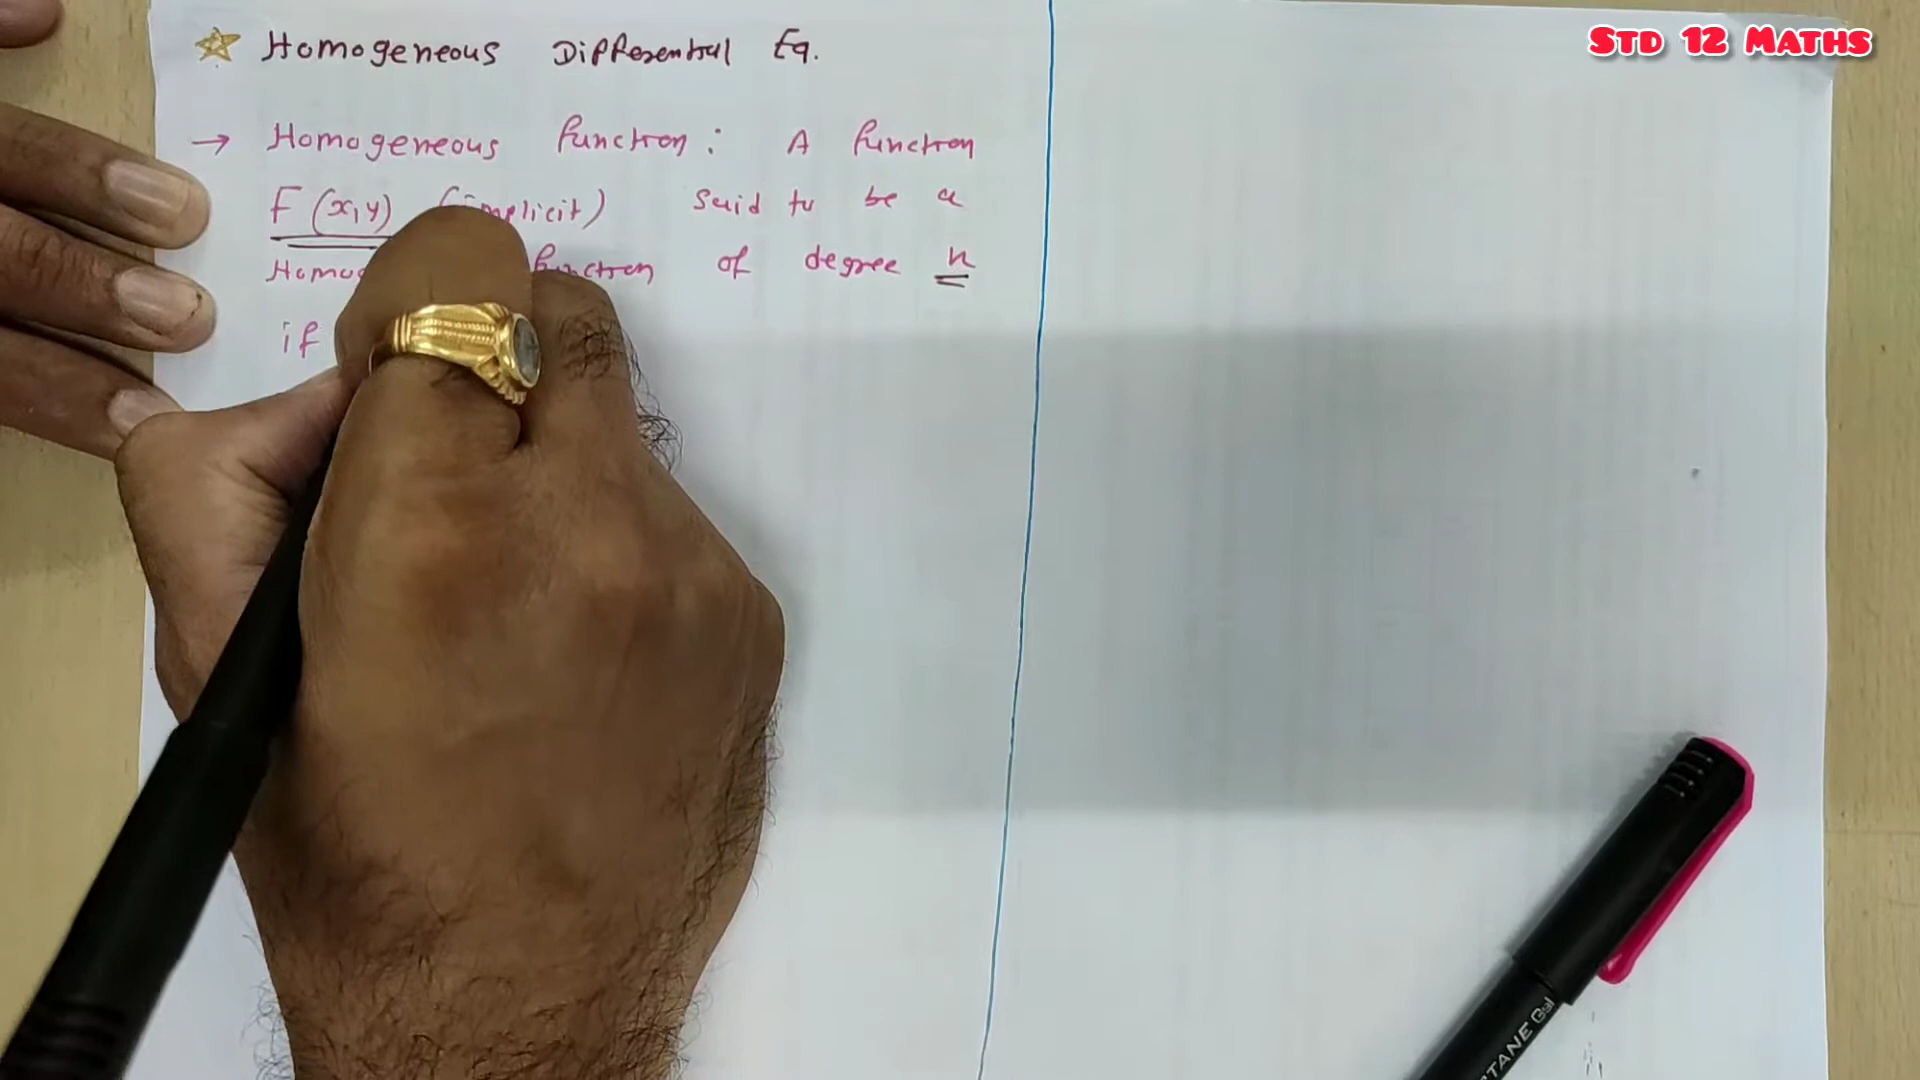 Std 12 Maths
Homogeneous Differential Eq.
→ Homogeneous function : A function
F(x,y) (implicit) said to be a
function of degree n
if